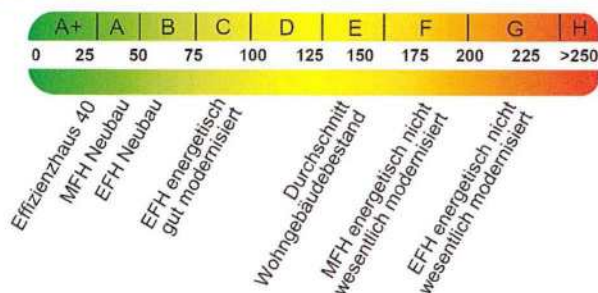 A+ A B C D E F G H
0 25 50 75 100 125 150 175 200 225 >250
Effizienzhaus 40
MFH Neubau
EFH Neubau
EFH energetisch
gut modernisiert
Durchschnitt
Wohngebäudebestand
MFH energetisch nicht
wesentlich modernisiert
EFH energetisch nicht
wesentlich modernisiert